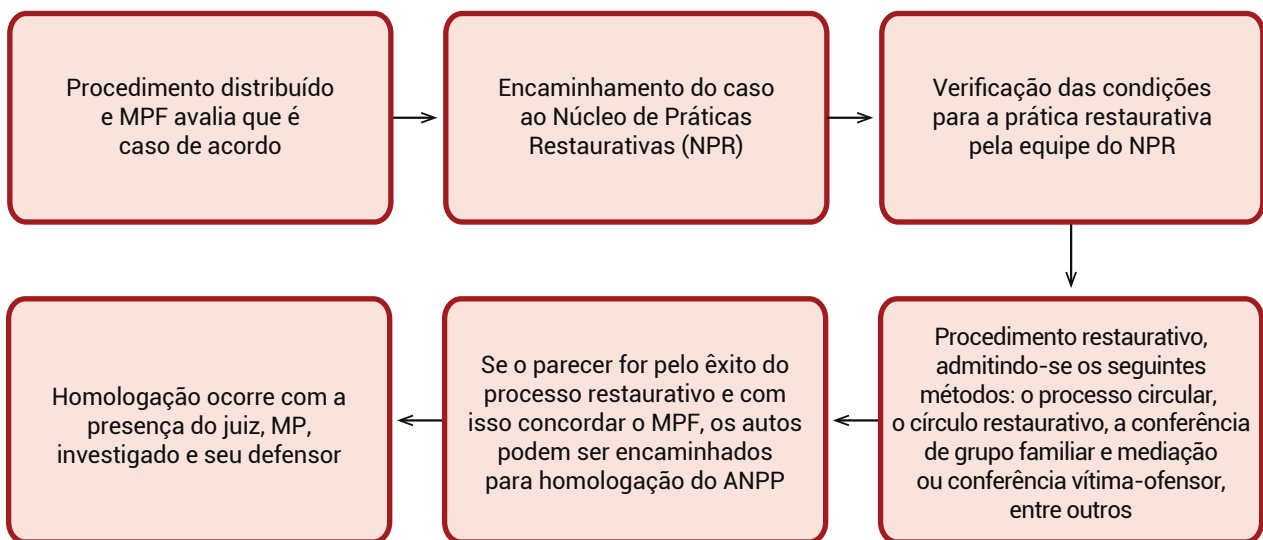 Procedimento distribuído
e MPF avalia que é
caso de acordo
Encaminhamento do caso
ao Núcleo de Práticas
Restaurativas (NPR)
Verificação das condições
para a prática restaurativa
pela equipe do NPR
Procedimento restaurativo,
admitindo-se os seguintes
métodos: o processo circular,
o círculo restaurativo, a conferência
de grupo familiar e mediação
ou conferência vítima-ofensor,
entre outros
Se o parecer for pelo êxito do
processo restaurativo e com
isso concordar o MPF, os autos
podem ser encaminhados
para homologação do ANPP
Homologação ocorre com a
presença do juiz, MP,
investigado e seu defensor